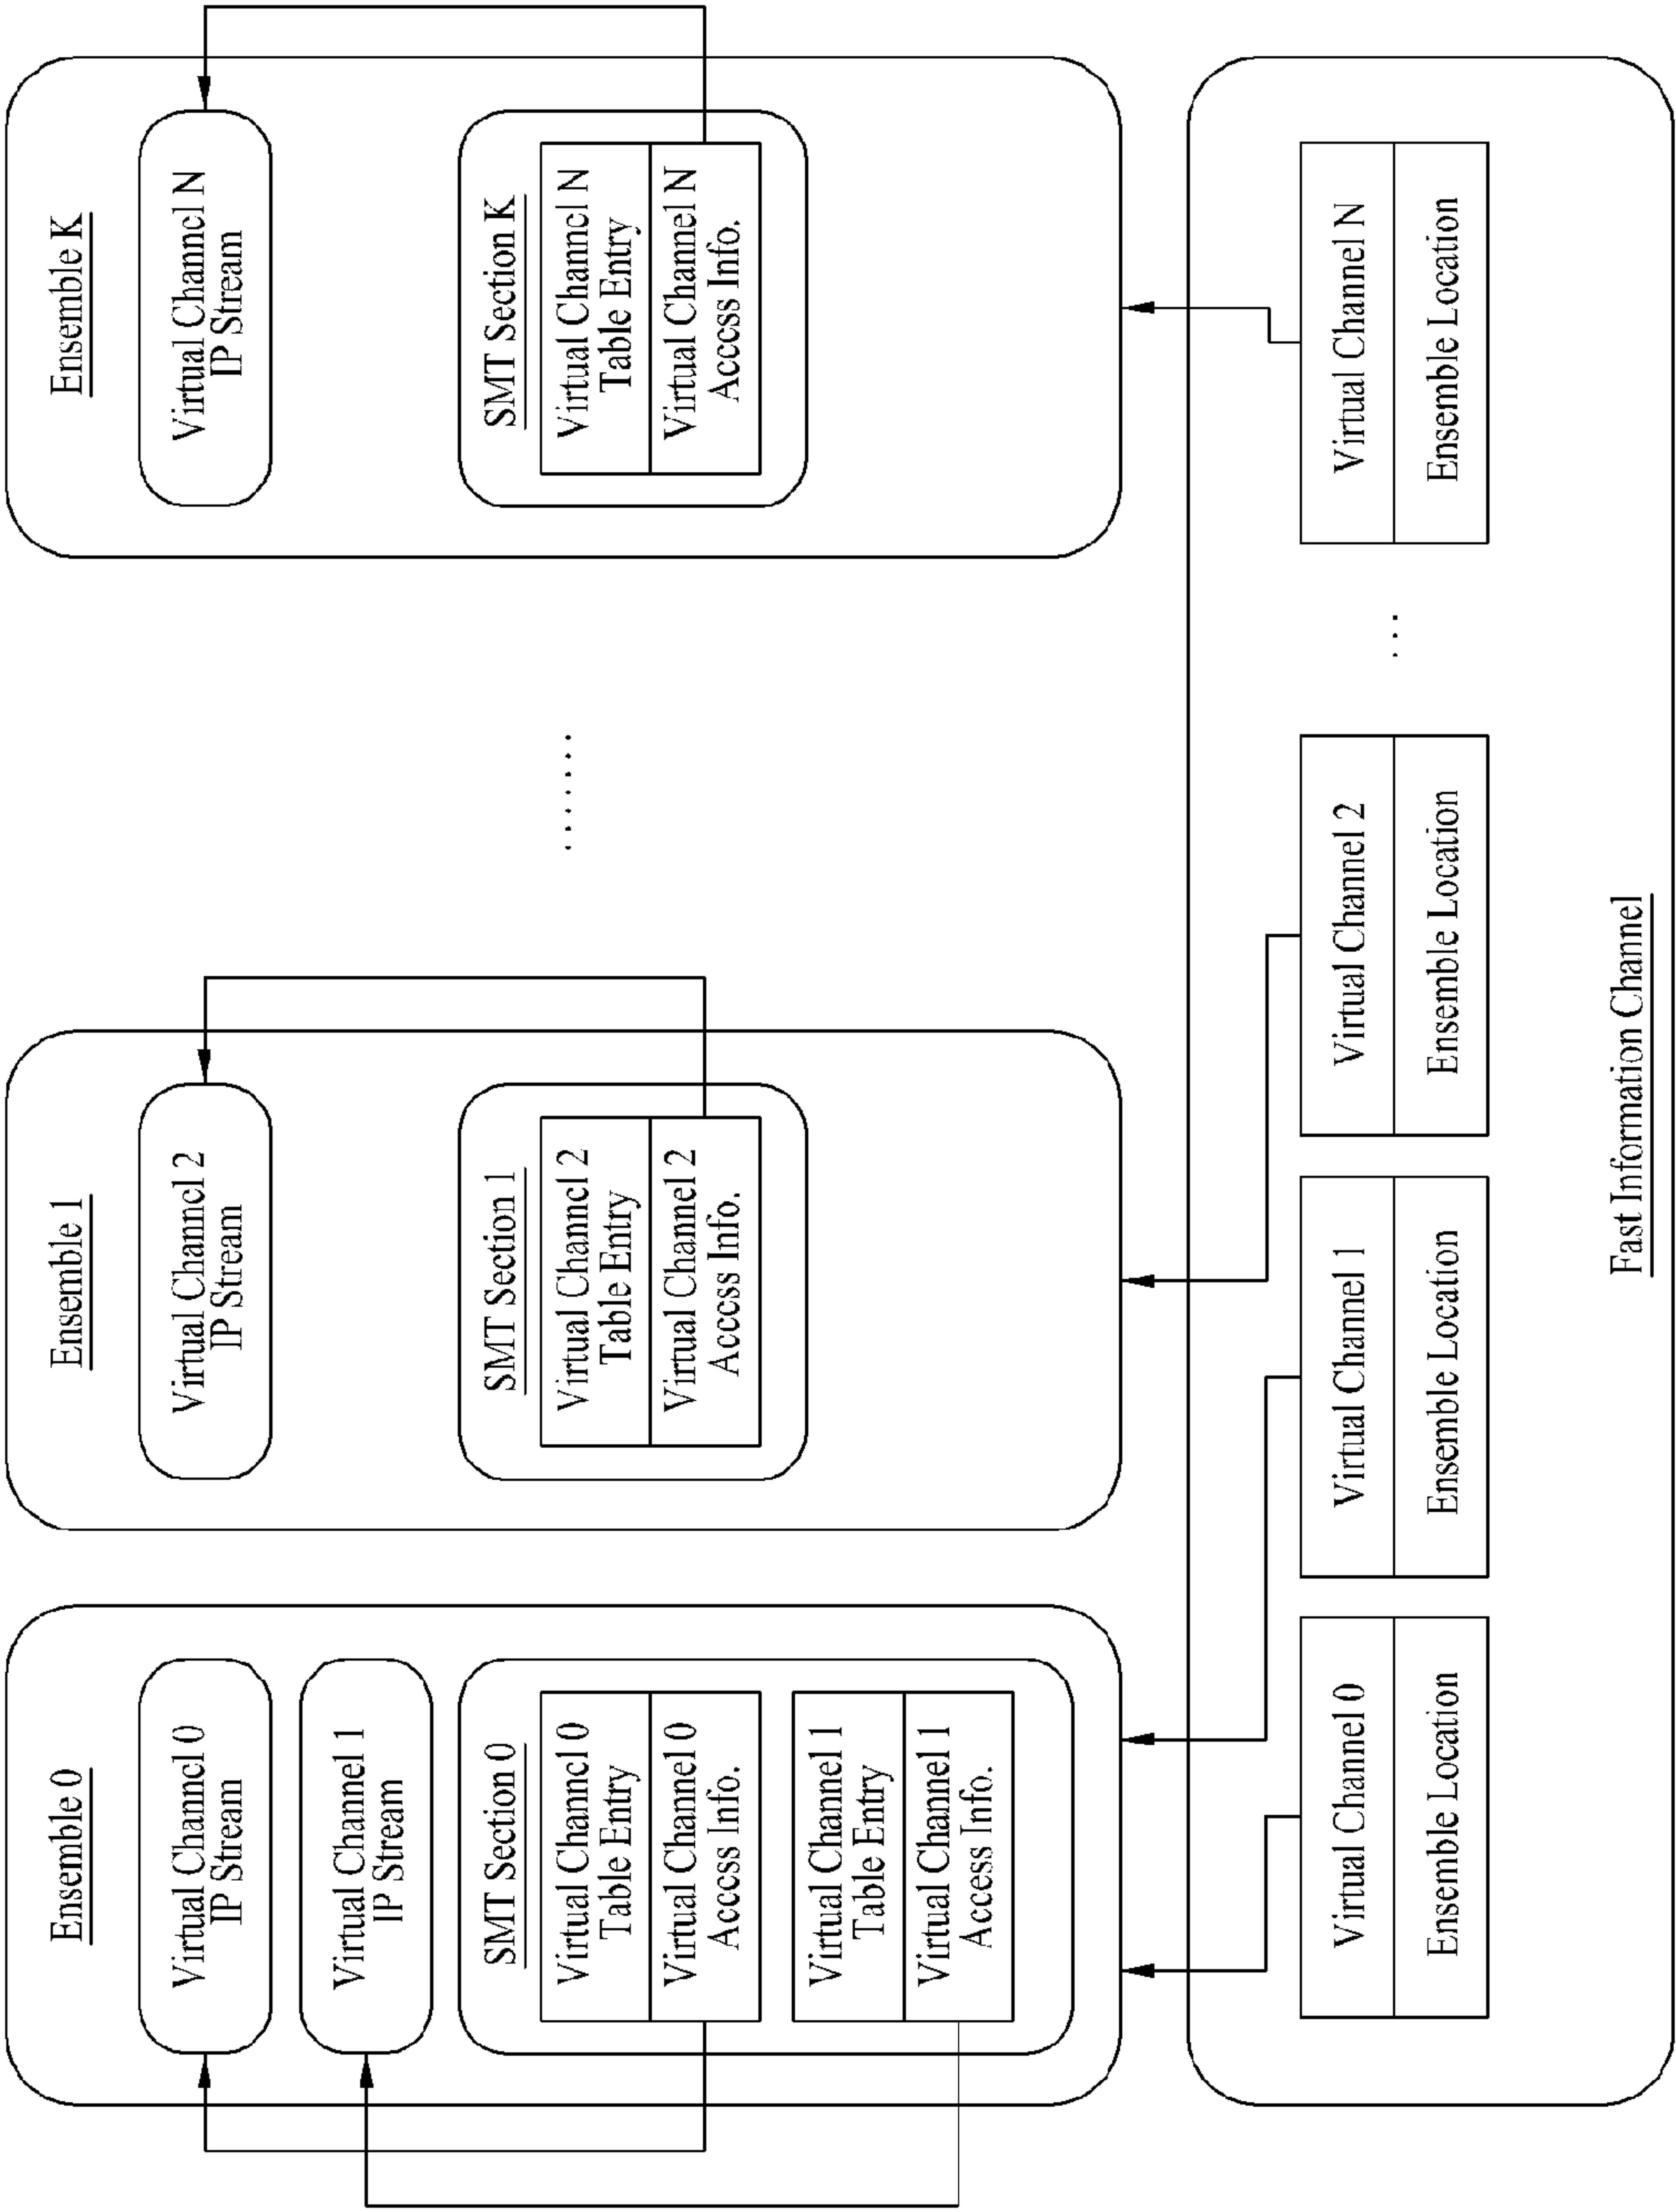 Ensemble 0
Virtual Channel 0
IP Stream
Virtual Channel 1
IP Stream
SMT Section 0
Virtual Channel 0
Table Entry
Virtual Channel 0
Access Info.
Virtual Channel 1
Table Entry
Virtual Channel 1
Access Info.
Ensemble 1
Virtual Channel 2
IP Stream
SMT Section 1
Virtual Channel 2
Table Entry
Virtual Channel 2
Access Info.
.......
Ensemble K
Virtual Channel N
IP Stream
SMT Section K
Virtual Channel N
Table Entry
Virtual Channel N
Access Info.
Virtual Channel 0
Ensemble Location
Virtual Channel 1
Ensemble Location
Virtual Channel 2
Ensemble Location
...
Virtual Channel N
Ensemble Location
Fast Information Channel